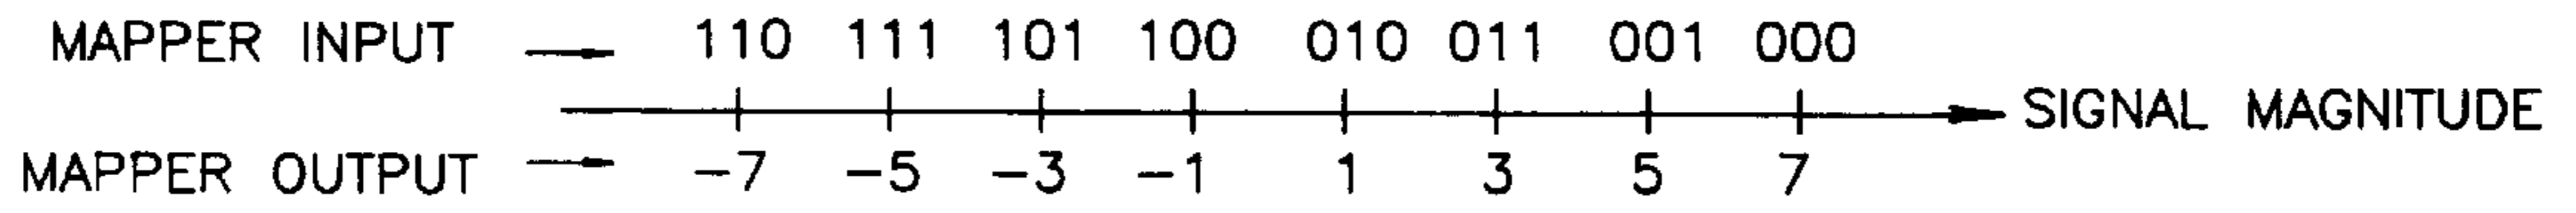 MAPPER INPUT 110 111 101 100 010 011 001 000
SIGNAL MAGNITUDE
MAPPER OUTPUT -7 -5 -3 -1 1 3 5 7